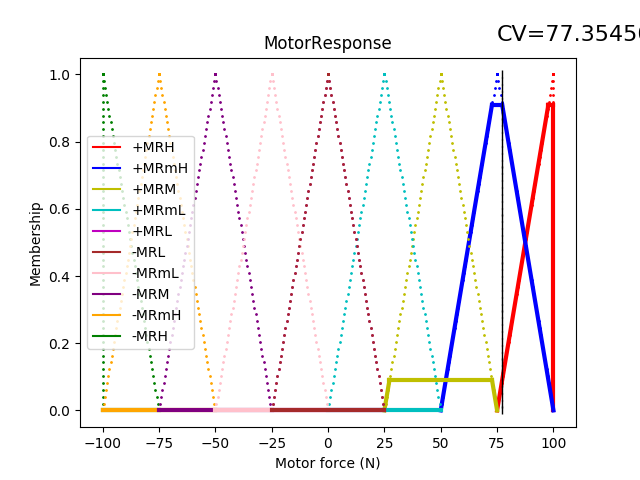 CV=77.35450
MotorResponse
1.0
0.8
0.6
0.4
0.2
0.0
Membership
+MRH
+MRmH
+MRM
+MRmL
+MRL
-MRL
-MRmL
-MRM
-MRmH
-MRH
−100
−75
−50
−25
0
25
50
75
100
Motor force (N)